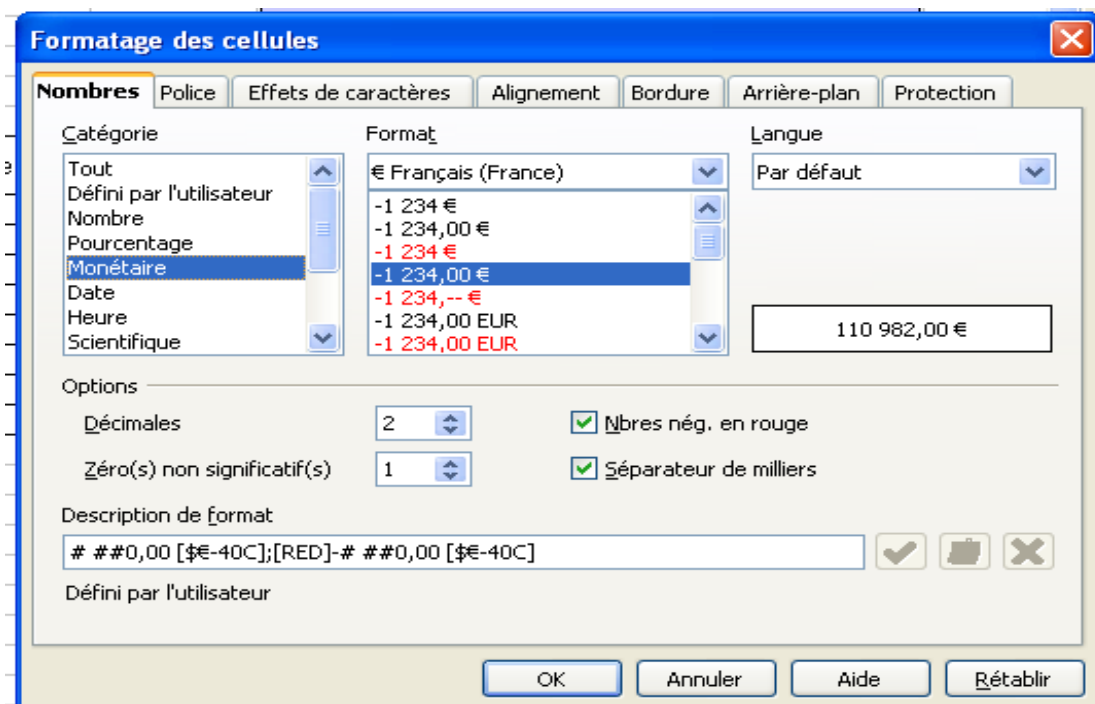 Formatage des cellules
Nombres Police Effets de caractères Alignement Bordure Arrière-plan Protection
Catégorie
Tout
Défini par l'utilisateur
Nombre
Pourcentage
Monétaire
Date
Heure
Scientifique
Format
€ Français (France)
-1 234 €
-1 234,00 €
-1 234 €
-1 234,00 €
-1 234,-- €
-1 234,00 EUR
-1 234,00 EUR
Langue
Par défaut
110 982,00 €
Options
Décimales 2 Nbres nég. en rouge
Zéro(s) non significatif(s) 1 Séparateur de milliers
Description de format
# ##0,00 [$€-40C];[RED]-# ##0,00 [$€-40C]
Défini par l'utilisateur
OK Annuler Aide Rétablir